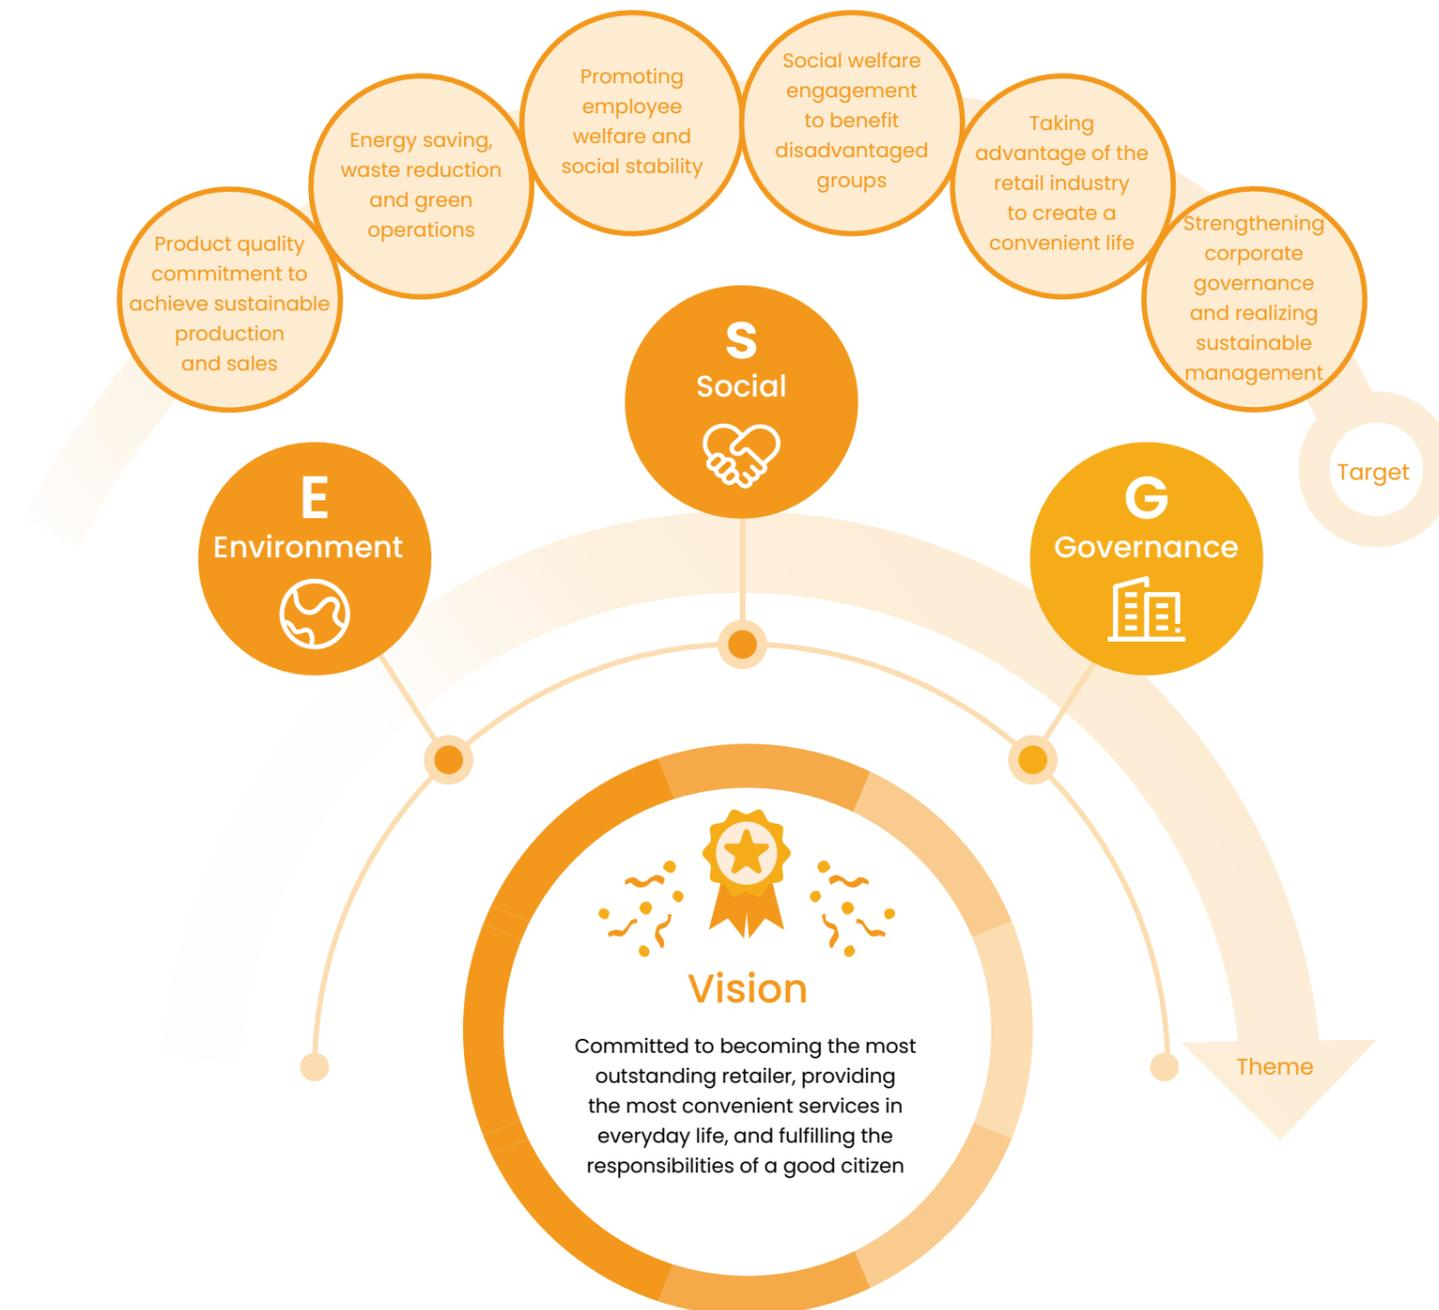 Product quality
commitment to
achieve sustainable
production
and sales
Energy saving,
waste reduction
and green
operations
Promoting
employee
welfare and
social stability
Social welfare
engagement
to benefit
disadvantaged
groups
Taking
advantage of the
retail industry
to create a
convenient life
Strengthening
corporate
governance
and realizing
sustainable
management
Target
E
Environment
S
Social
G
Governance
Theme
Vision
Committed to becoming the most
outstanding retailer, providing
the most convenient services in
everyday life, and fulfilling the
responsibilities of a good citizen